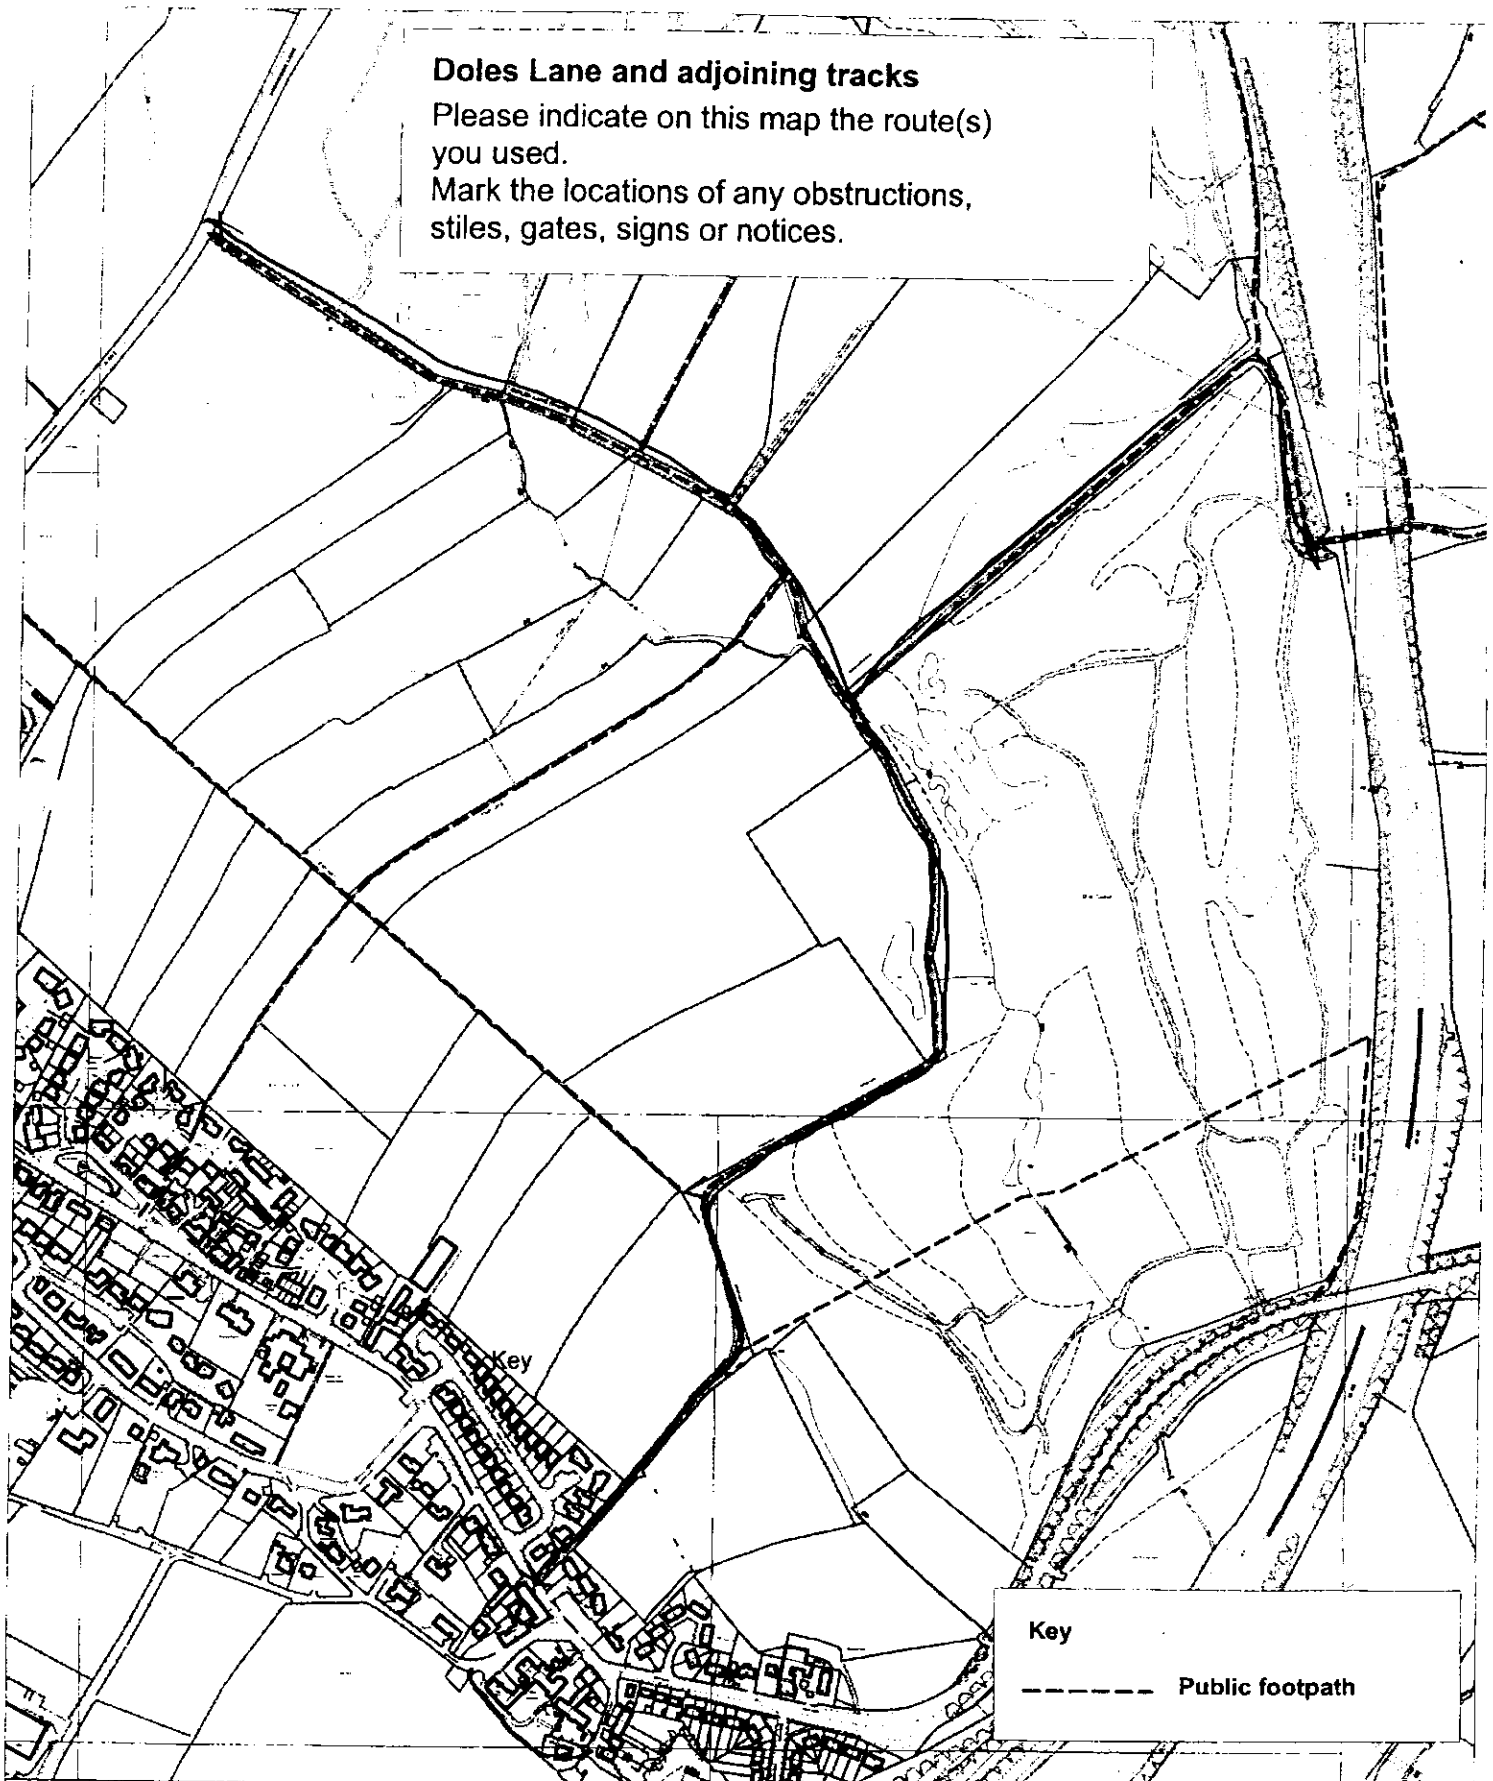 Doles Lane and adjoining tracks
Please indicate on this map the route(s)
you used.
Mark the locations of any obstructions,
stiles, gates, signs or notices.
Key
Key
Public footpath